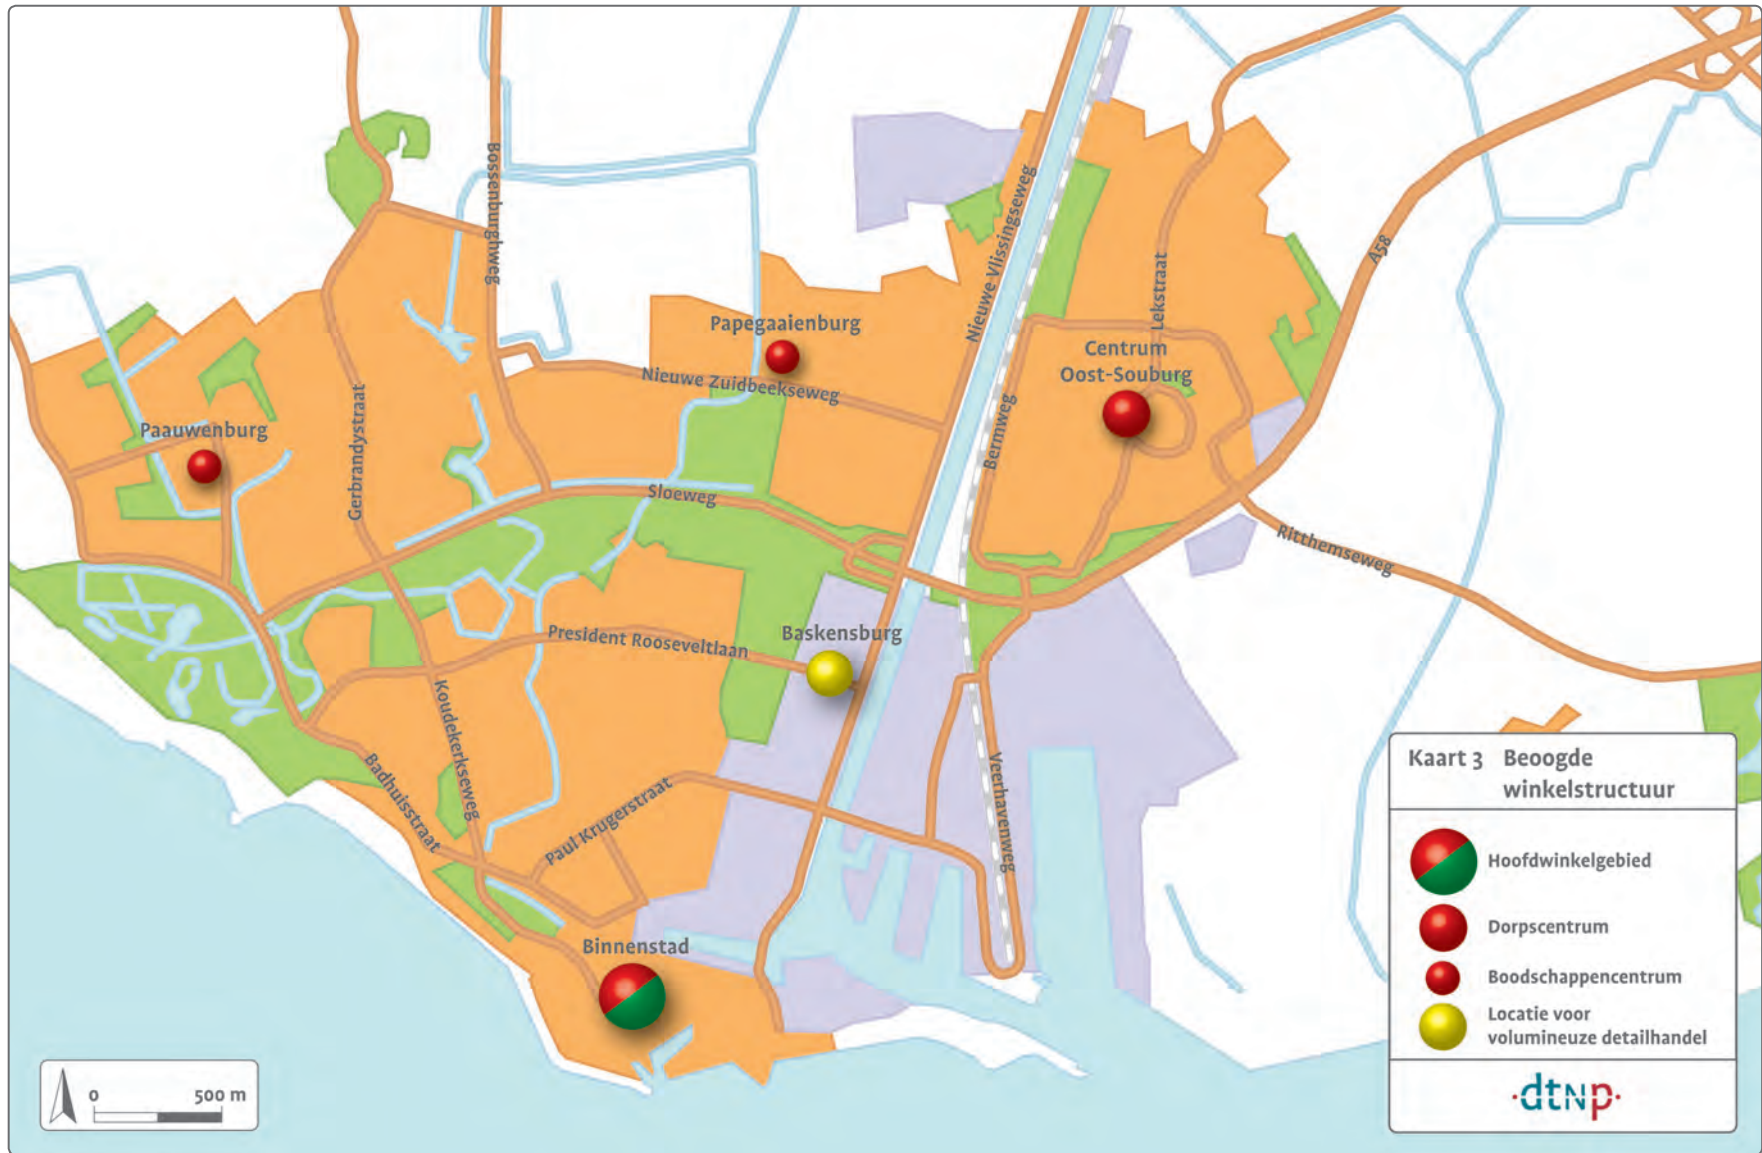 Bossenburghweg
Nieuwe Vlissingseweg
A58
Lekstraat
Papegaaienburg
Centrum
Oost-Souburg
Nieuwe Zuidbeekseweg
Paauwenburg
Gerbrandystraat
Bermweg
Sloeweg
Ritthemseweg
Baskensburg
President Rooseveltlaan
Koudekerkseweg
Badhuisstraat
Paul Krugerstraat
Veerhavenweg
Binnenstad
0 500 m
Kaart 3 Beoogde
winkelstructuur
Hoofdwinkelgebied
Dorpscentrum
Boodschappencentrum
Locatie voor
volumineuze detailhandel
·dtnp·